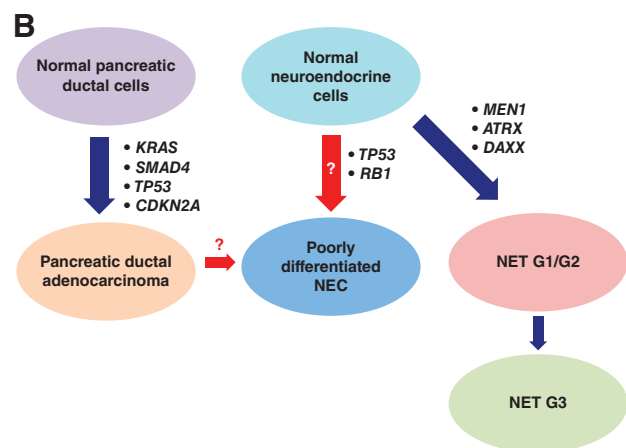 B
Normal pancreatic
ductal cells
Normal
neuroendocrine
cells
• KRAS
• SMAD4
• TP53
• CDKN2A
?
• TP53
• RB1
• MEN1
• ATRX
• DAXX
Pancreatic ductal
adenocarcinoma
?
Poorly
differentiated
NEC
NET G1/G2
NET G3